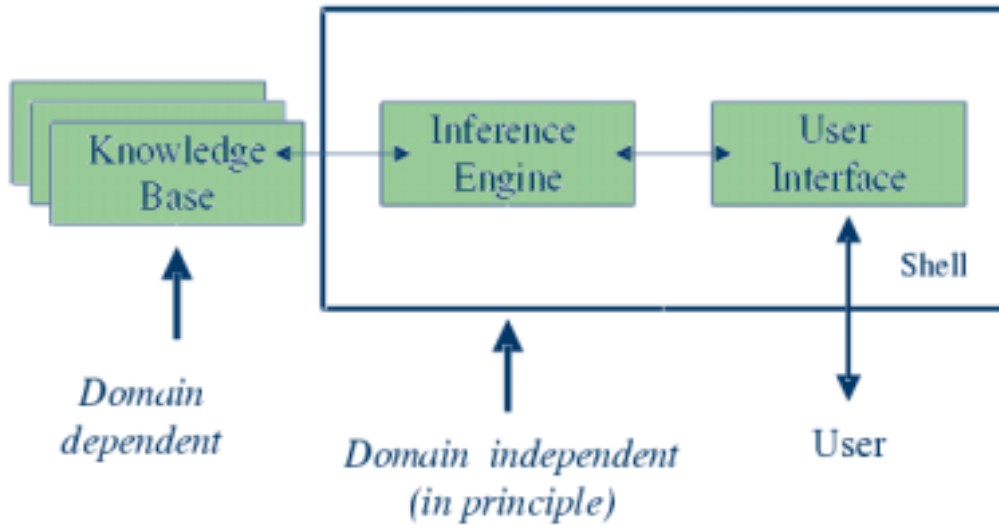 Knowledge
Base
Inference
Engine
User
Interface
Shell
Domain
dependent
Domain independent
(in principle)
User